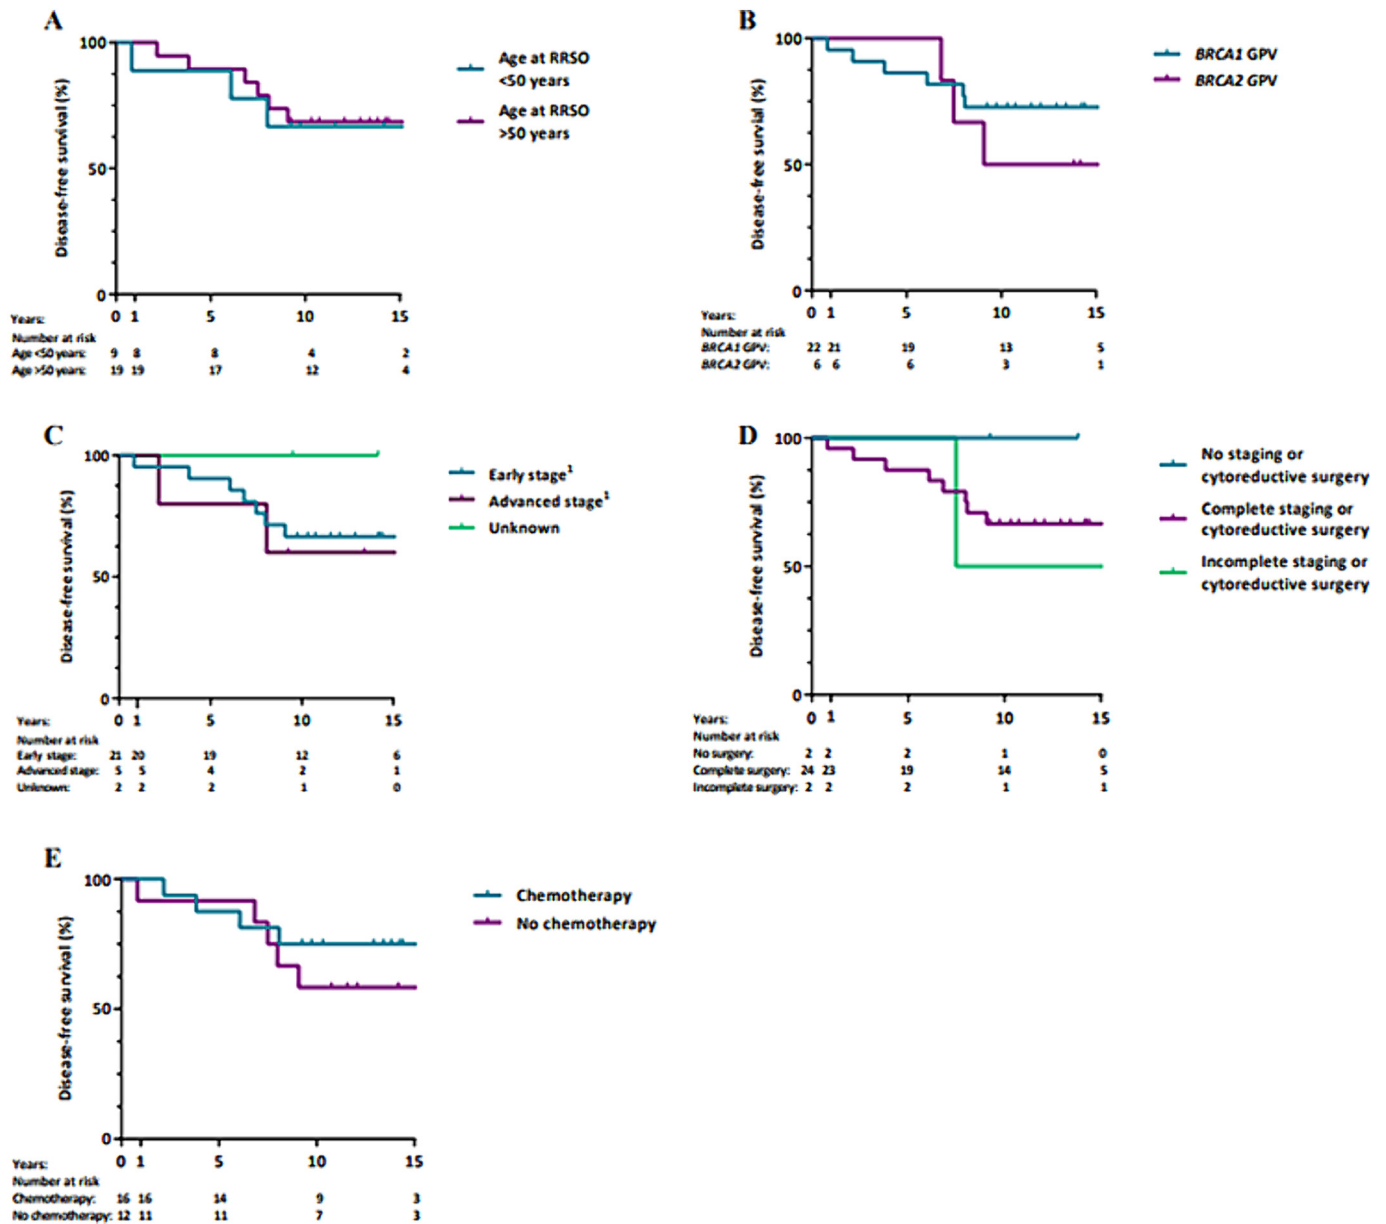 A
100
50
0
Disease-free survival (%)
Age at RRSO
<50 years
Age at RRSO
>50 years
Years: 0 1 5 10 15
Number at risk
Age <50 years: 9 8 8 4 2
Age >50 years: 19 19 17 12 4
B
100
50
0
Disease-free survival (%)
BRCA1 GPV
BRCA2 GPV
Years: 0 1 5 10 15
Number at risk
BRCA1 GPV: 22 21 19 13 5
BRCA2 GPV: 6 6 6 3 1
C
100
50
0
Disease-free survival (%)
Early stage¹
Advanced stage¹
Unknown
Years: 0 1 5 10 15
Number at risk
Early stage: 21 20 19 12 6
Advanced stage: 5 5 4 2 1
Unknown: 2 2 2 1 0
D
100
50
0
Disease-free survival (%)
No staging or
cytoreductive surgery
Complete staging or
cytoreductive surgery
Incomplete staging or
cytoreductive surgery
Years: 0 1 5 10 15
Number at risk
No surgery: 2 2 2 1 0
Complete surgery: 24 23 19 14 5
Incomplete surgery: 2 2 2 1 1
E
100
50
0
Disease-free survival (%)
Chemotherapy
No chemotherapy
Years: 0 1 5 10 15
Number at risk
Chemotherapy: 16 16 14 9 3
No chemotherapy: 12 11 11 7 3